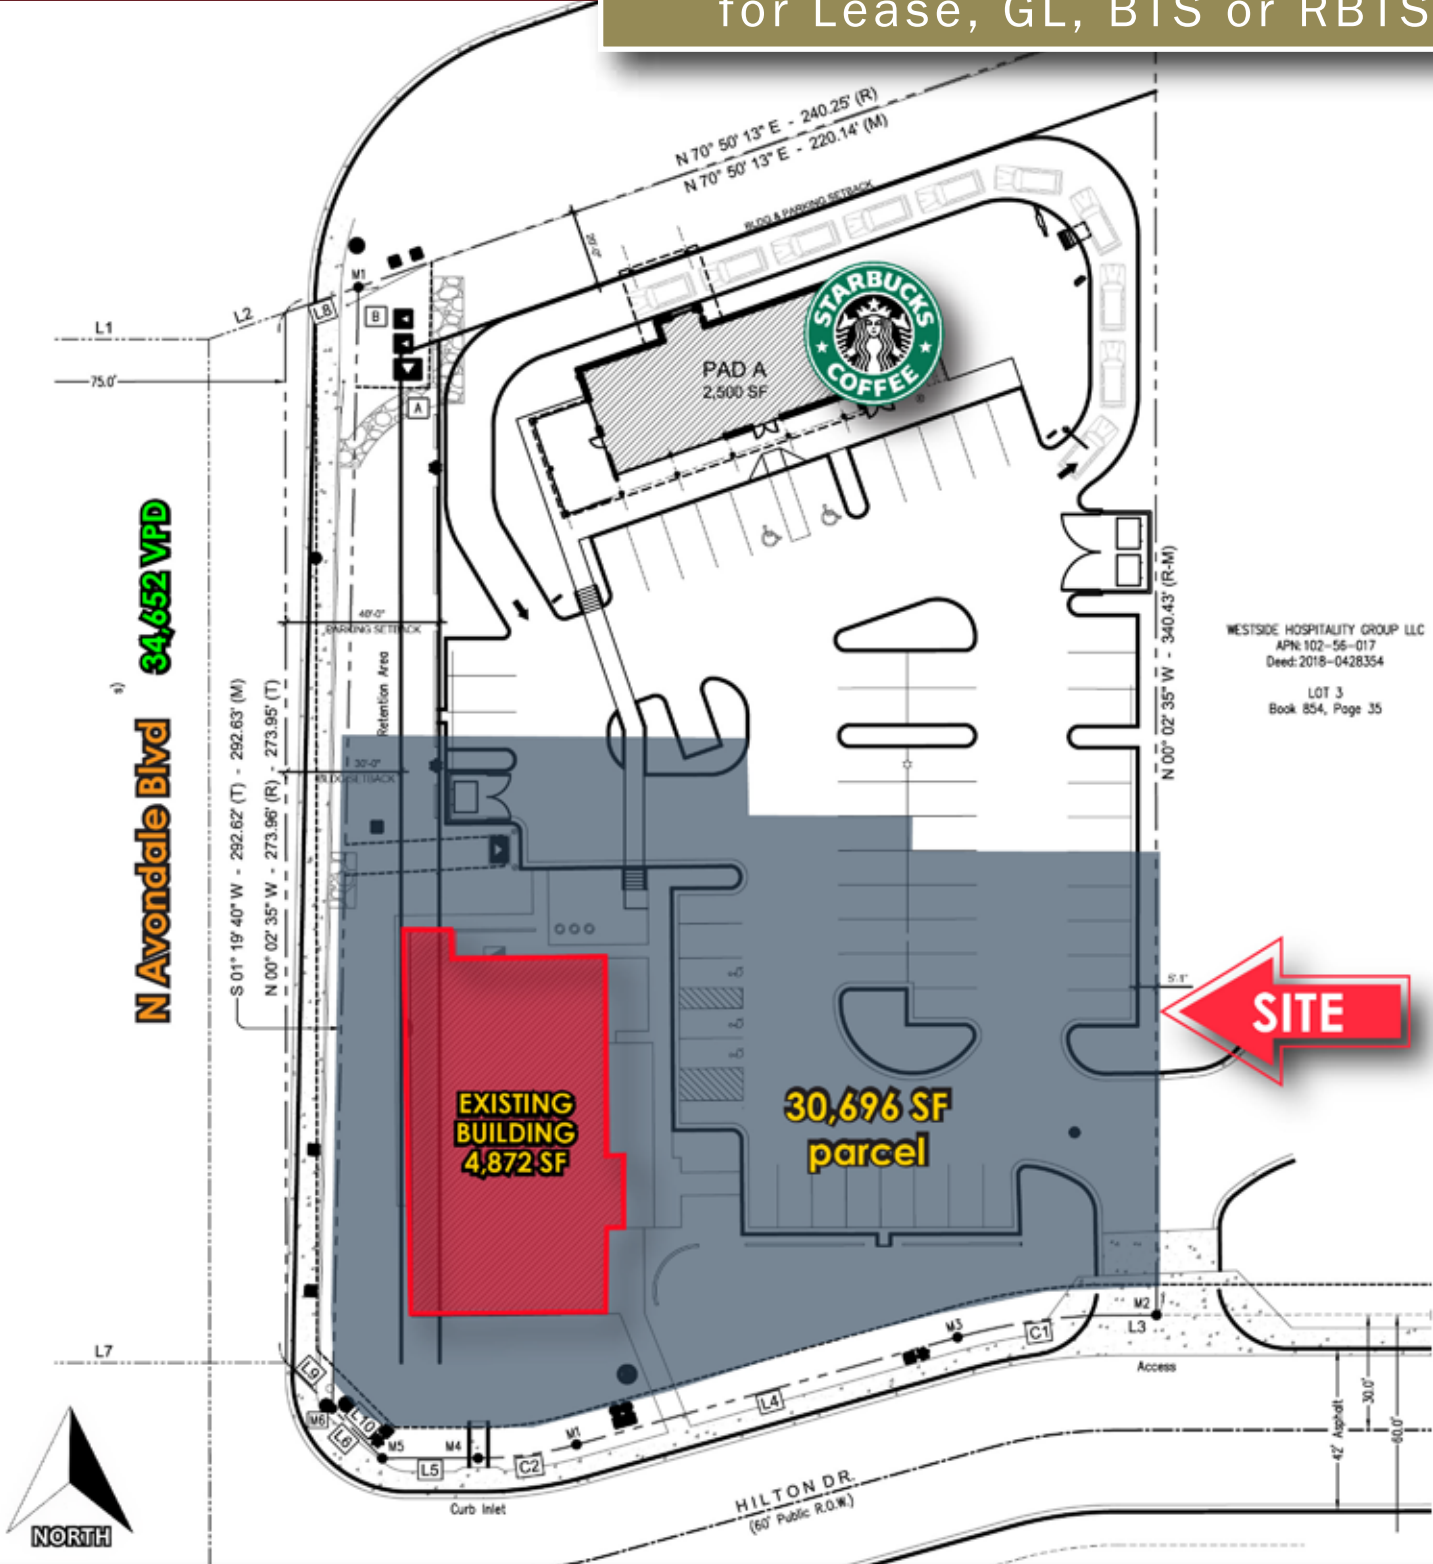 for Lease, GL, BTS or RBTS
N 70° 50' 13" E - 240.25' (R)
N 70° 50' 13" E - 220.14' (M)
BLDG & PARKING SETBACK
20'-0"
M1
L1
L2
L8
B
A
75.0'
PAD A
2,500 SF
STARBUCKS
COFFEE
®
34,652 VPD
N Avondale Blvd
s)
40'-0"
PARKING SETBACK
Retention Area
30'-0"
BLDG SETBACK
S 01° 19' 40" W - 292.62' (T) - 292.63' (M)
N 00° 02' 35" W - 273.96' (R) - 273.95' (T)
N 00° 02' 35" W - 340.43' (R-M)
WESTSIDE HOSPITALITY GROUP LLC
APN: 102-56-017
Deed: 2018-0428354
LOT 3
Book 854, Page 35
5'-1"
SITE
EXISTING
BUILDING
4,872 SF
30,696 SF
parcel
L7
L9
M6
L10
L6
M5
L5
M4
C2
M1
L4
M3
C1
M2
L3
Access
Curb Inlet
HILTON DR.
(60' Public R.O.W.)
42' Asphalt
30.0'
60.0'
NORTH